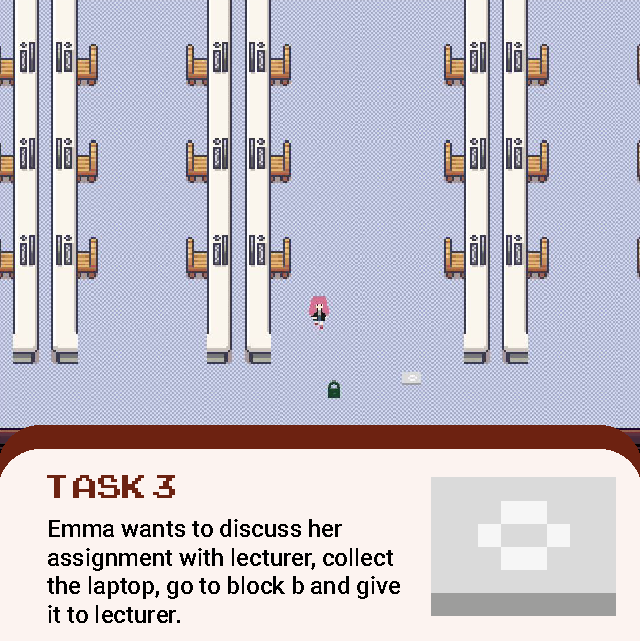 TASK 3
Emma wants to discuss her
assignment with lecturer, collect
the laptop, go to block b and give
it to lecturer.